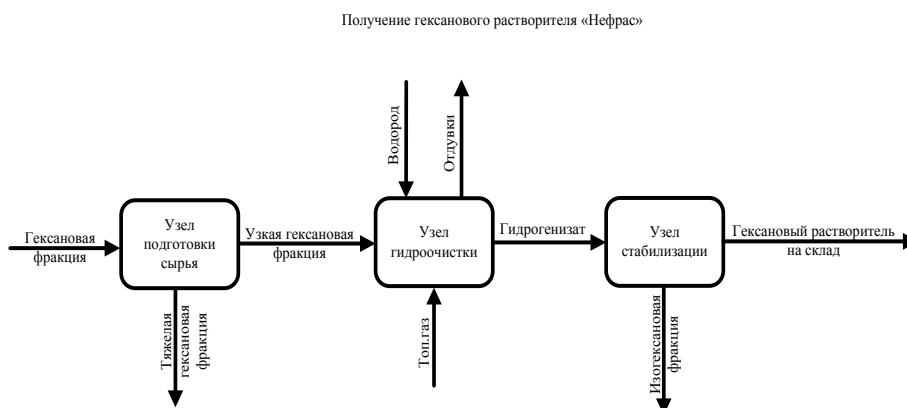 Получение гексанового растворителя «Нефрас»
Водород
Отдувки
Гексановая
фракция
Узел
подготовки
сырья
Узкая гексановая
фракция
Узел
гидроочистки
Гидрогенизат
Узел
стабилизации
Гексановый растворитель
на склад
Тяжелая
гексановая
фракция
Топ.газ
Изогексановая
фракция